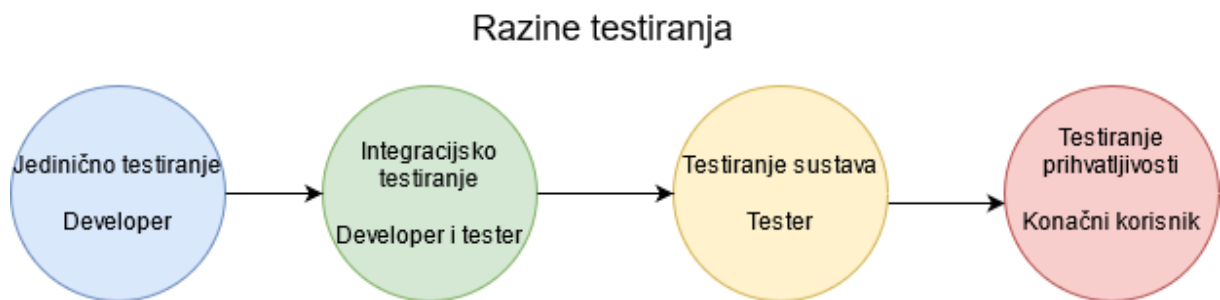 Razine testiranja
Jedinično testiranje
Developer
Integracijsko
testiranje
Developer i tester
Testiranje sustava
Tester
Testiranje
prihvatljivosti
Konačni korisnik